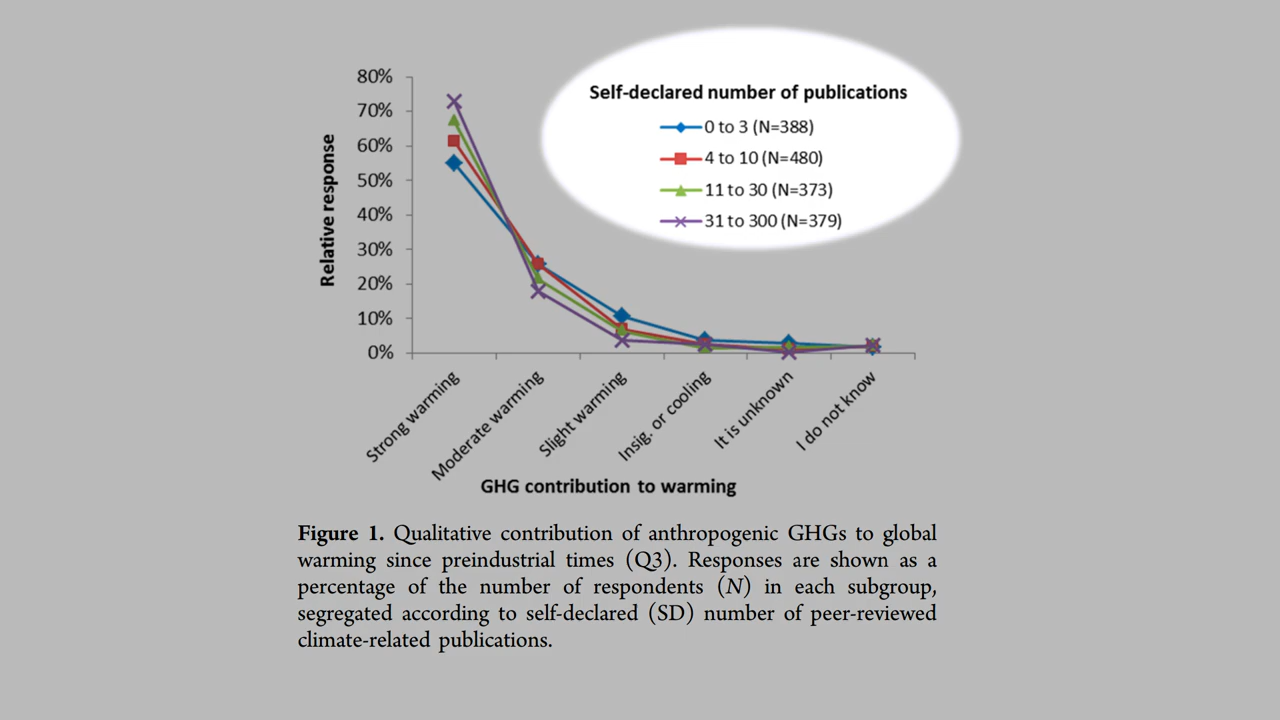 Self-declared number of publications
0 to 3 (N=388)
4 to 10 (N=480)
11 to 30 (N=373)
31 to 300 (N=379)
80%
70%
60%
50%
40%
30%
20%
10%
0%
Relative response
Strong warming
Moderate warming
Slight warming
Insig. or cooling
It is unknown
I do not know
GHG contribution to warming
Figure 1. Qualitative contribution of anthropogenic GHGs to global
warming since preindustrial times (Q3). Responses are shown as a
percentage of the number of respondents (N) in each subgroup,
segregated according to self-declared (SD) number of peer-reviewed
climate-related publications.